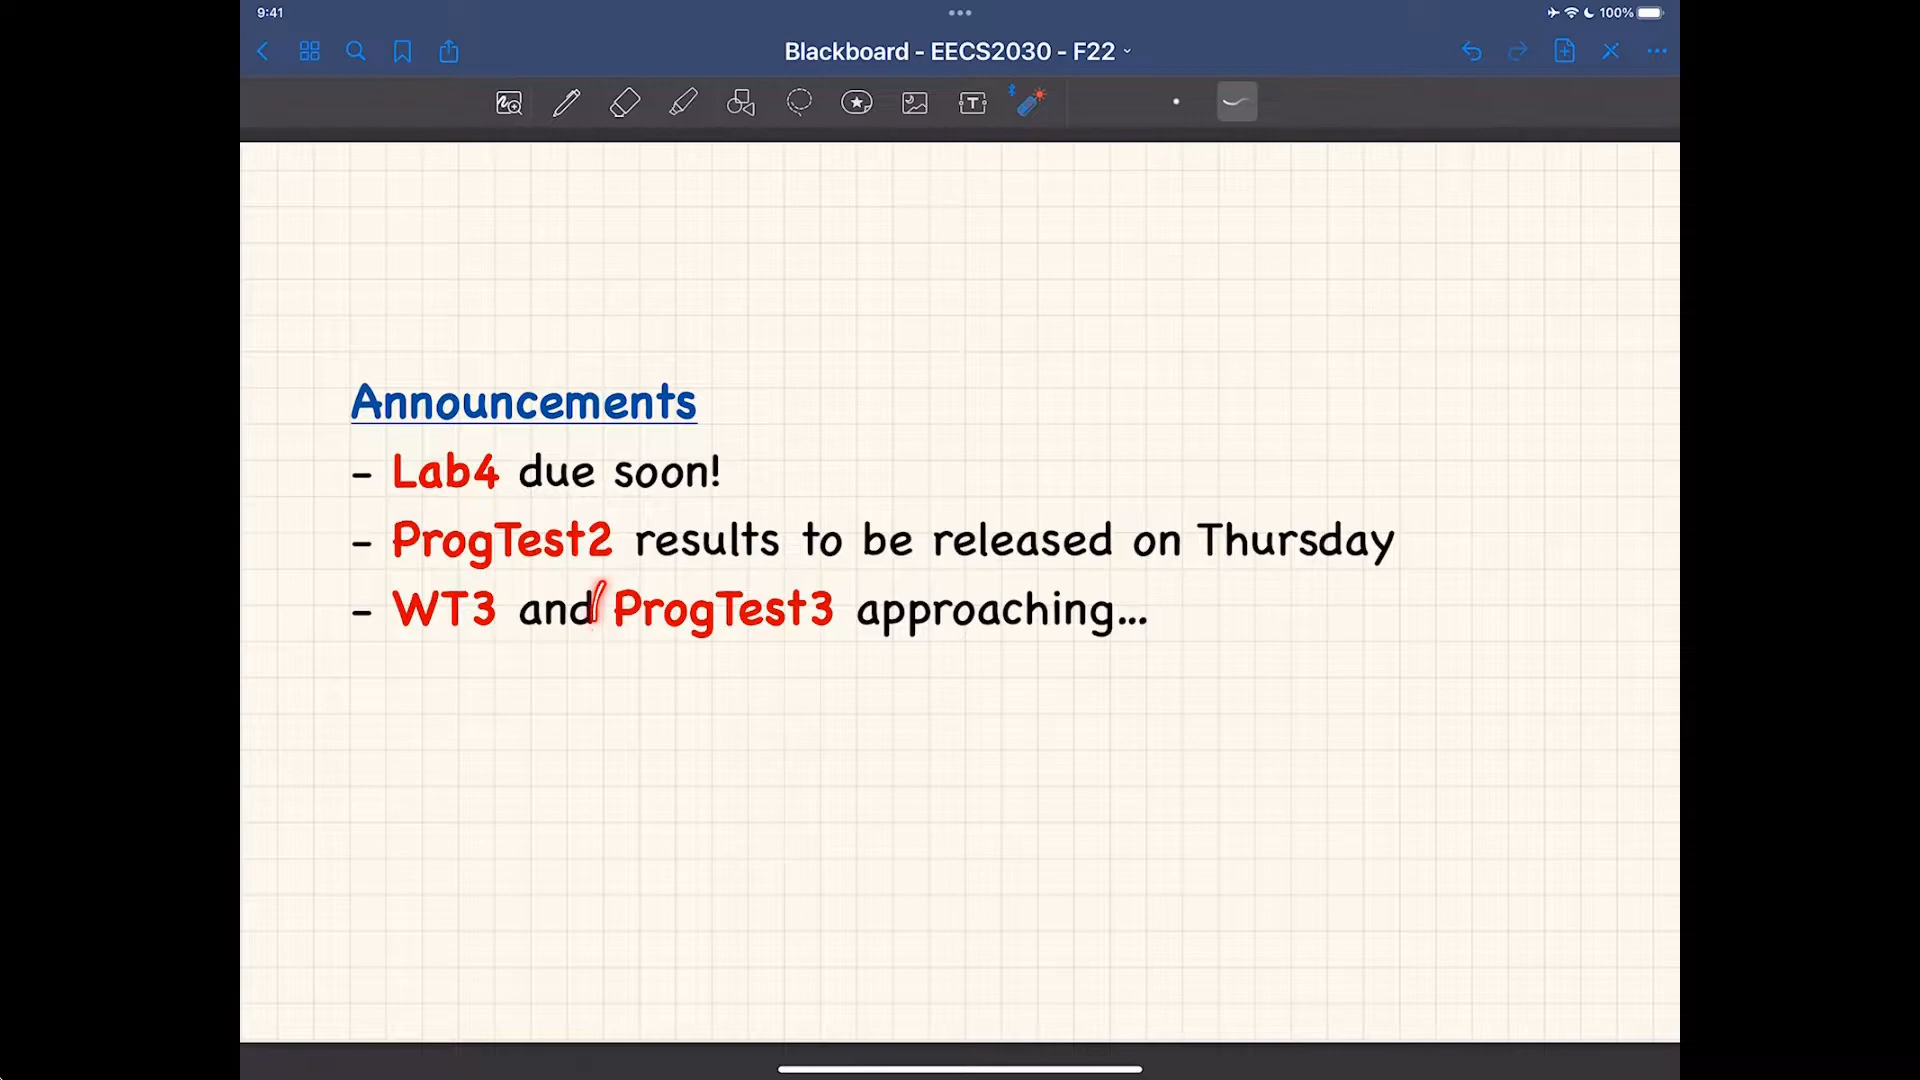 9:41
100%
Blackboard - EECS2030 - F22
T
Announcements
- Lab4 due soon!
- ProgTest2 results to be released on Thursday
- WT3 and ProgTest3 approaching...